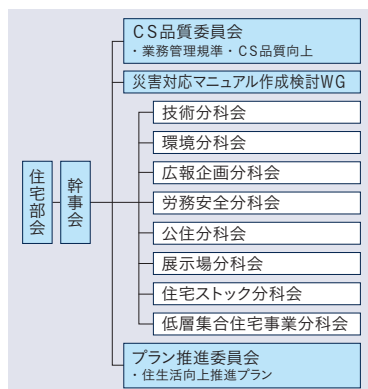 住宅部会
幹事会
CS品質委員会
・業務管理規準・CS品質向上
災害対応マニュアル作成検討WG
技術分科会
環境分科会
広報企画分科会
労務安全分科会
公住分科会
展示場分科会
住宅ストック分科会
低層集合住宅事業分科会
プラン推進委員会
・住生活向上推進プラン